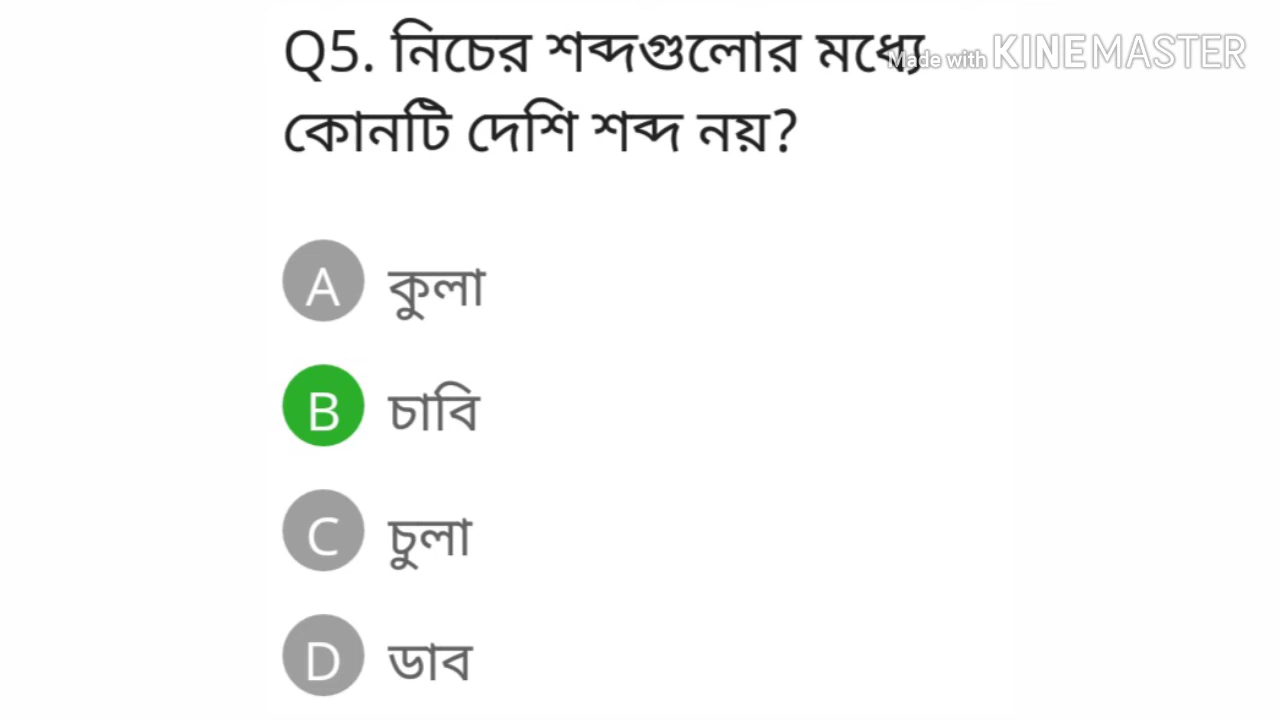 Q5. নিচের শব্দগুলোর মধ্যে
Made with KINEMASTER
কোনটি দেশি শব্দ নয়?
A কুলা
B চাবি
C চুলা
D ডাব